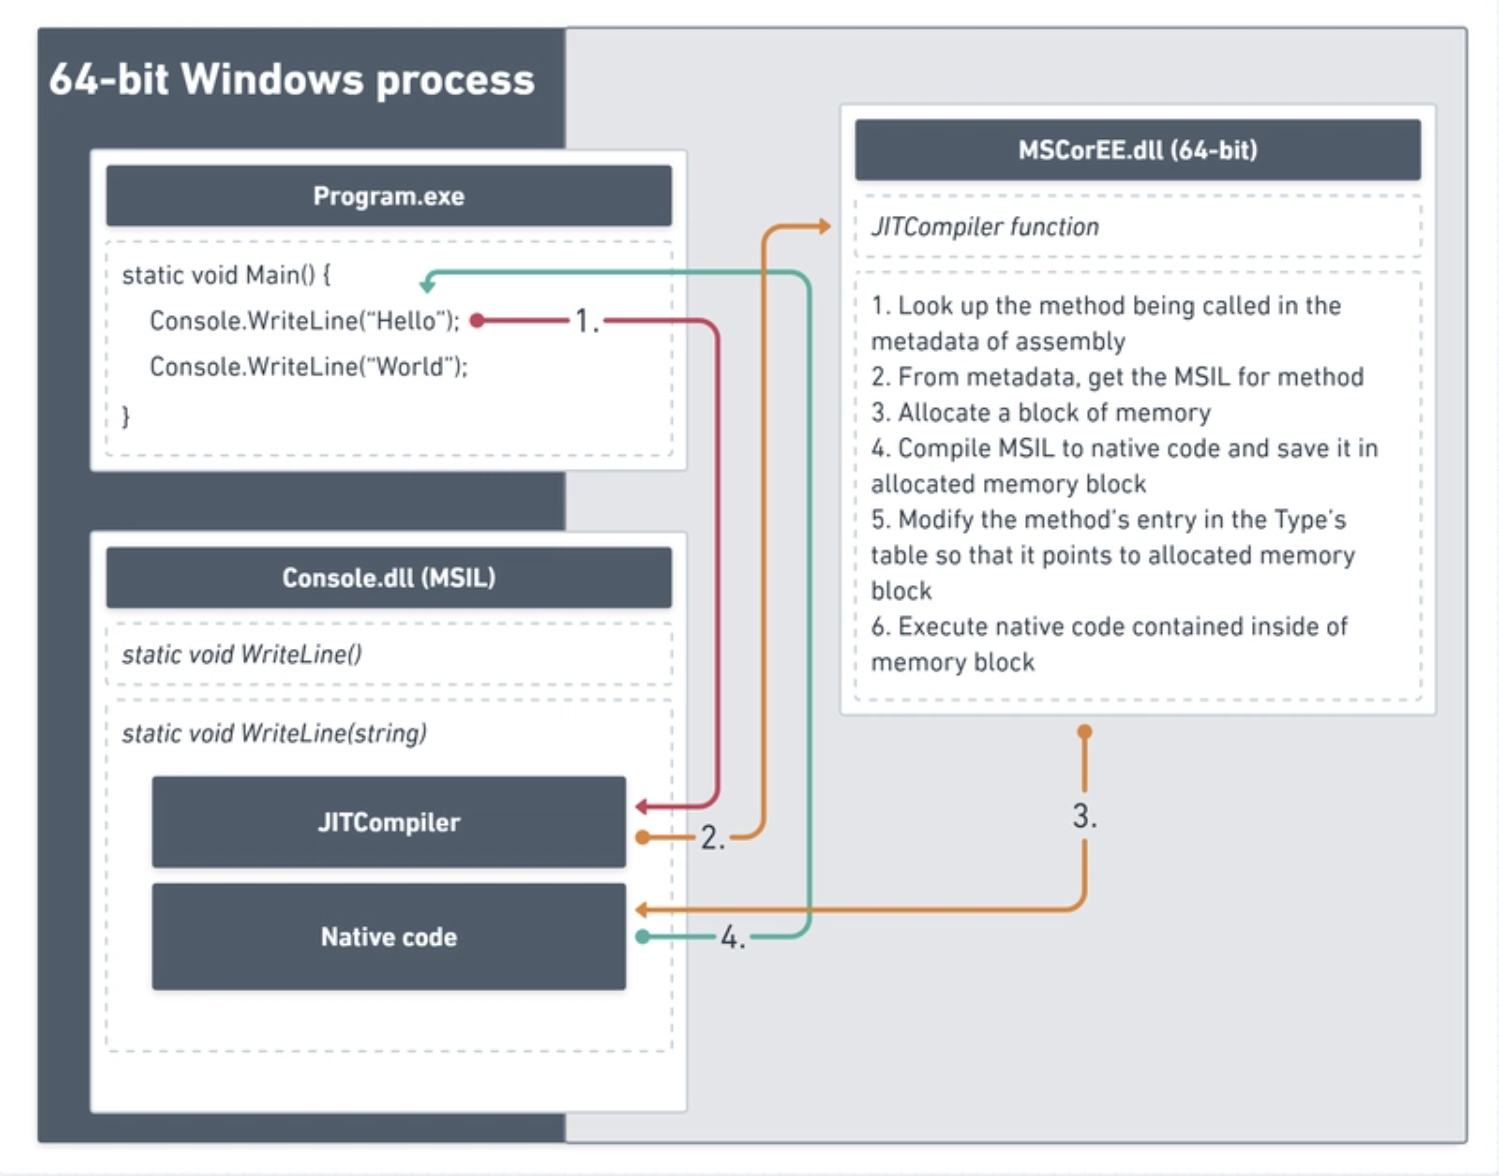 64-bit Windows process
Program.exe
static void Main() {
Console.WriteLine(“Hello”);
Console.WriteLine(“World”);
}
1.
Console.dll (MSIL)
static void WriteLine()
static void WriteLine(string)
JITCompiler
2.
Native code
4.
MSCorEE.dll (64-bit)
JITCompiler function
1. Look up the method being called in the
metadata of assembly
2. From metadata, get the MSIL for method
3. Allocate a block of memory
4. Compile MSIL to native code and save it in
allocated memory block
5. Modify the method’s entry in the Type’s
table so that it points to allocated memory
block
6. Execute native code contained inside of
memory block
3.